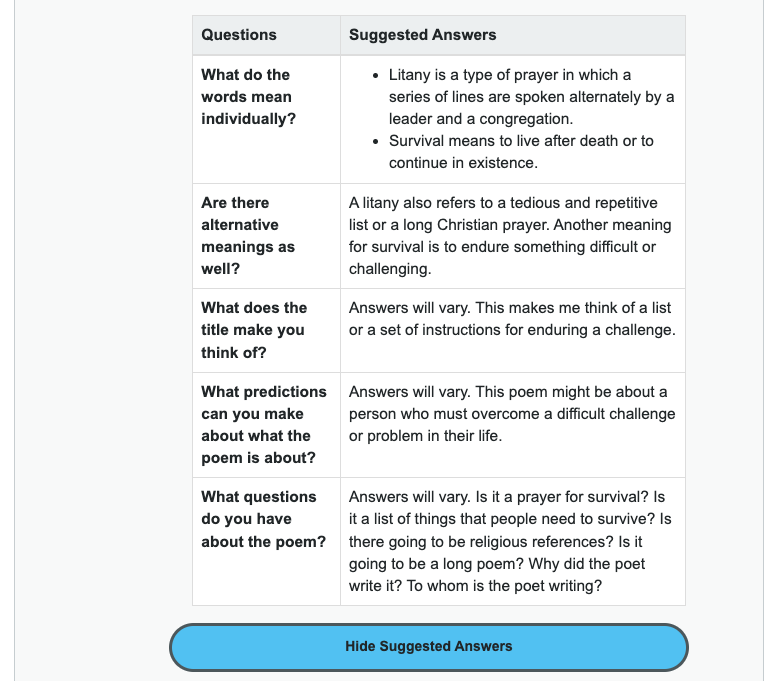 Questions
Suggested Answers
What do the
words mean
individually?
• Litany is a type of prayer in which a
series of lines are spoken alternately by a
leader and a congregation.
• Survival means to live after death or to
continue in existence.
Are there
alternative
meanings as
well?
A litany also refers to a tedious and repetitive
list or a long Christian prayer. Another meaning
for survival is to endure something difficult or
challenging.
What does the
title make you
think of?
Answers will vary. This makes me think of a list
or a set of instructions for enduring a challenge.
What predictions
can you make
about what the
poem is about?
Answers will vary. This poem might be about a
person who must overcome a difficult challenge
or problem in their life.
What questions
do you have
about the poem?
Answers will vary. Is it a prayer for survival? Is
it a list of things that people need to survive? Is
there going to be religious references? Is it
going to be a long poem? Why did the poet
write it? To whom is the poet writing?
Hide Suggested Answers